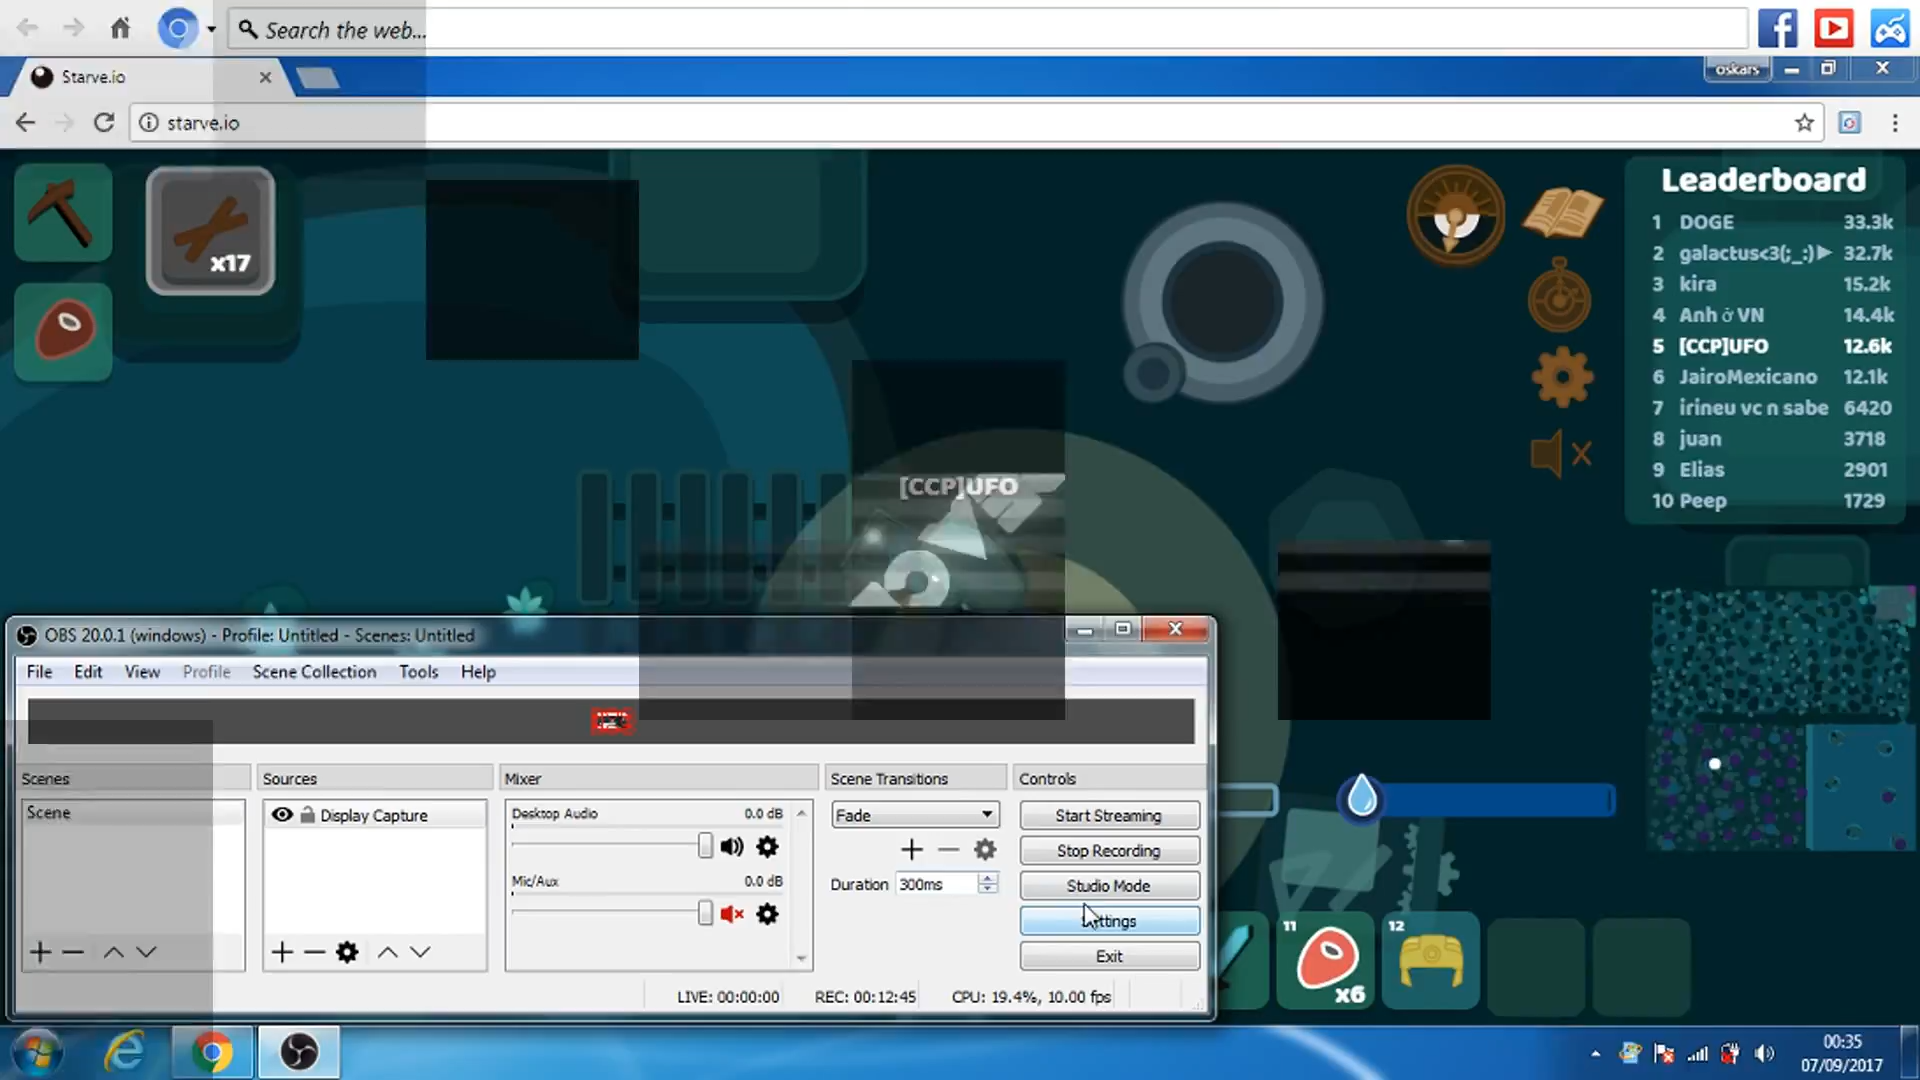 Search the web...
Starve.io
oskars
starve.io
x17
Leaderboard
1 DOGE 33.3k
2 galactus<3(;_:)► 32.7k
3 kira 15.2k
4 Anh ở VN 14.4k
5 [CCP]UFO 12.6k
6 JairoMexicano 12.1k
7 irineu vc n sabe 6420
8 juan 3718
9 Elias 2901
10 Peep 1729
[CCP]UFO
OBS 20.0.1 (windows) - Profile: Untitled - Scenes: Untitled
File Edit View Profile Scene Collection Tools Help
Scenes Sources Mixer Scene Transitions Controls
Scene
Display Capture
Desktop Audio 0.0 dB
Mic/Aux 0.0 dB
Fade
Duration 300ms
Start Streaming
Stop Recording
Studio Mode
Exit
LIVE: 00:00:00 REC: 00:12:45 CPU: 19.4%, 10.00 fps
11
x6
12
00:35
07/09/2017